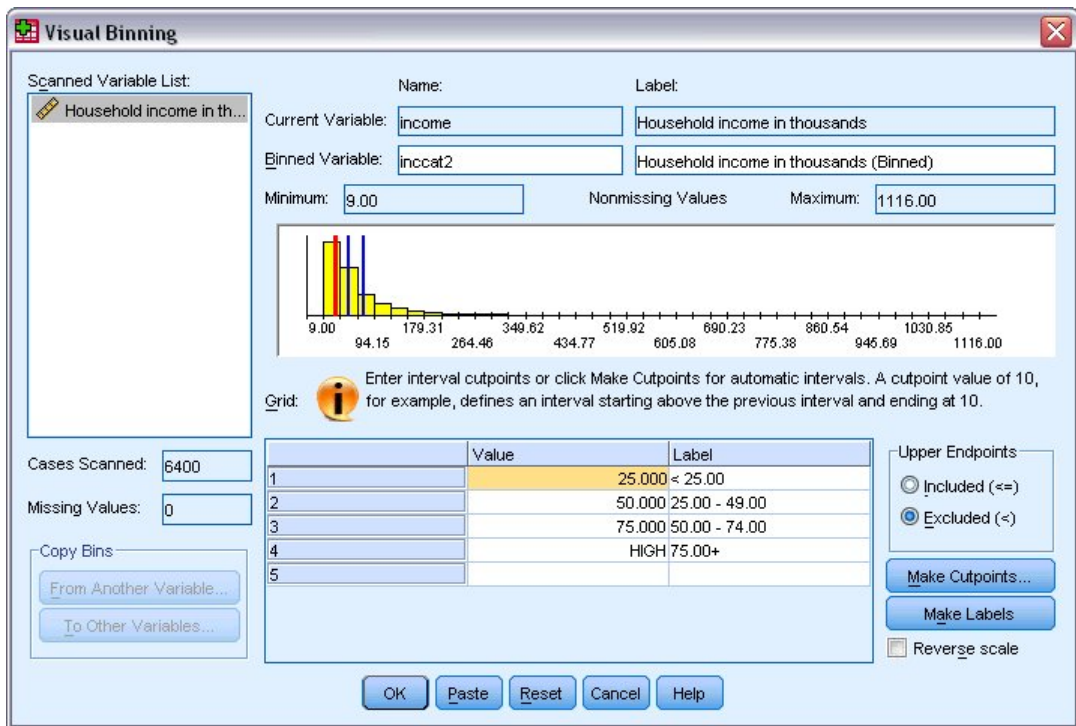 Visual Binning
Scanned Variable List:
Household income in th...
Name:
Label:
Current Variable:
income
Household income in thousands
Binned Variable:
inccat2
Household income in thousands (Binned)
Minimum:
9.00
Nonmissing Values
Maximum:
1116.00
9.00 179.31 349.62 519.92 690.23 860.54 1030.85
94.15 264.46 434.77 605.08 775.38 945.69 1116.00
Grid:
Enter interval cutpoints or click Make Cutpoints for automatic intervals. A cutpoint value of 10,
for example, defines an interval starting above the previous interval and ending at 10.
Cases Scanned:
6400
Missing Values:
0
Copy Bins
From Another Variable...
To Other Variables...
Value Label
1 25.000 < 25.00
2 50.000 25.00 - 49.00
3 75.000 50.00 - 74.00
4 HIGH 75.00+
5
Upper Endpoints
Included (<=)
Excluded (<)
Make Cutpoints...
Make Labels
Reverse scale
OK
Paste
Reset
Cancel
Help